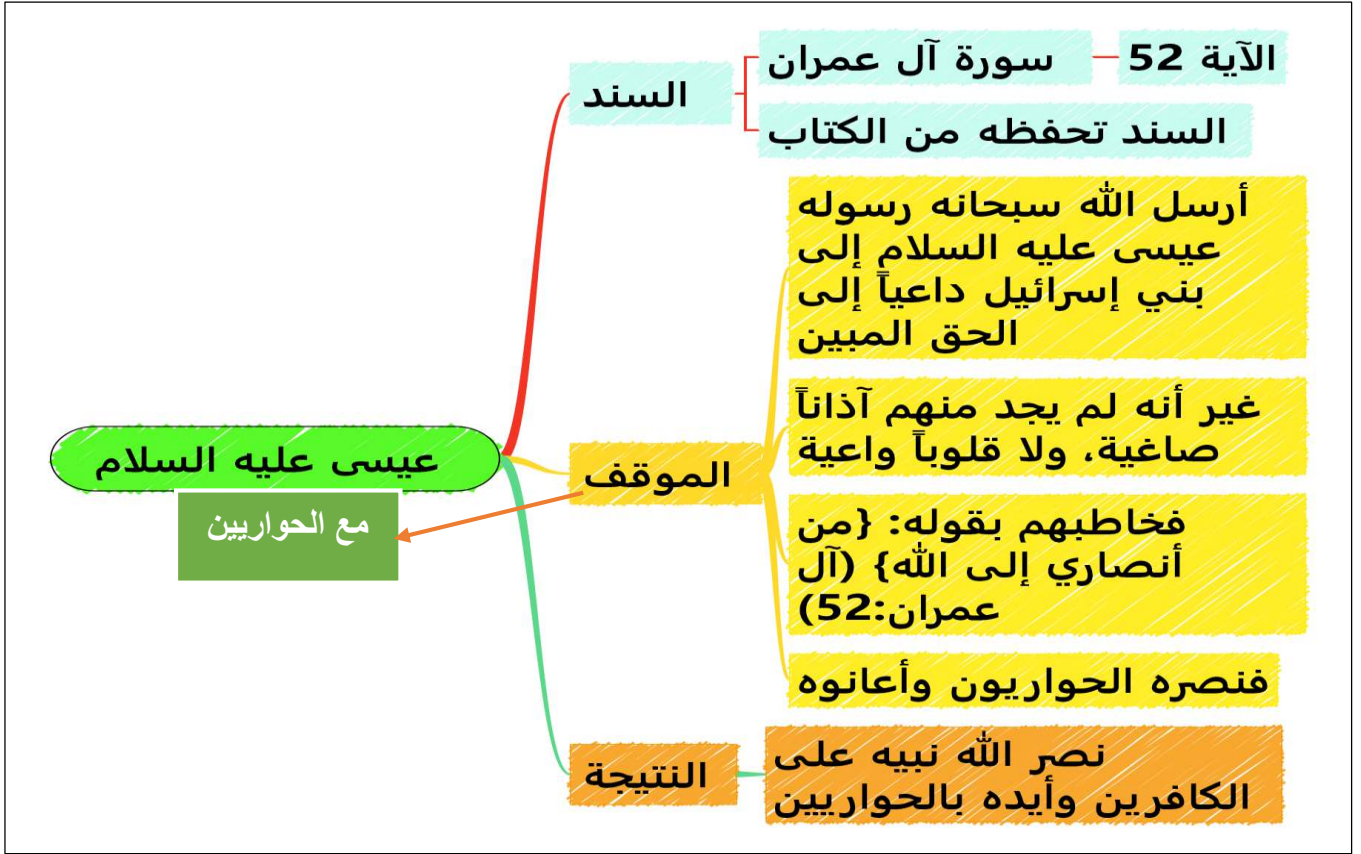 عيسى عليه السلام
مع الحواريين
السند
سورة آل عمران
الآية 52
السند تحفظه من الكتاب
الموقف
أرسل الله سبحانه رسوله
عيسى عليه السلام إلى
بني إسرائيل داعياً إلى
الحق المبين
غير أنه لم يجد منهم آذاناً
صاغية، ولا قلوباً واعية
فخاطبهم بقوله: {من
أنصاري إلى الله} (آل
عمران:52)
فنصره الحواريون وأعانوه
النتيجة
نصر الله نبيه على
الكافرين وأيده بالحواريين